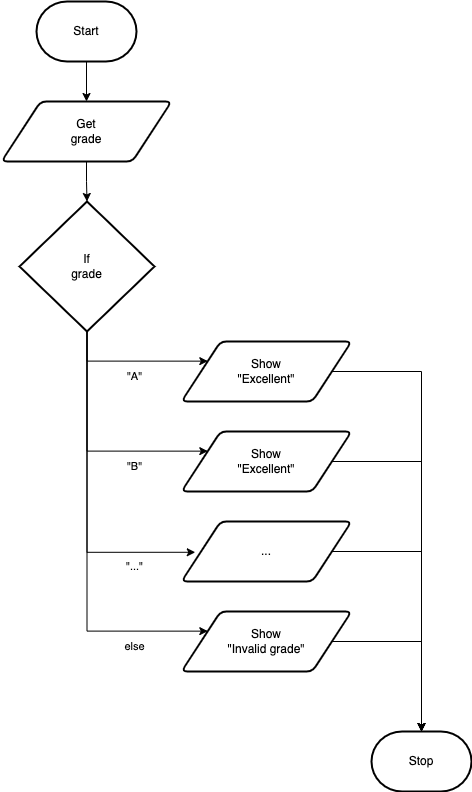 Start
Get
grade
If
grade
"A"
Show
"Excellent"
"B"
Show
"Excellent"
"..."
...
else
Show
"Invalid grade"
Stop